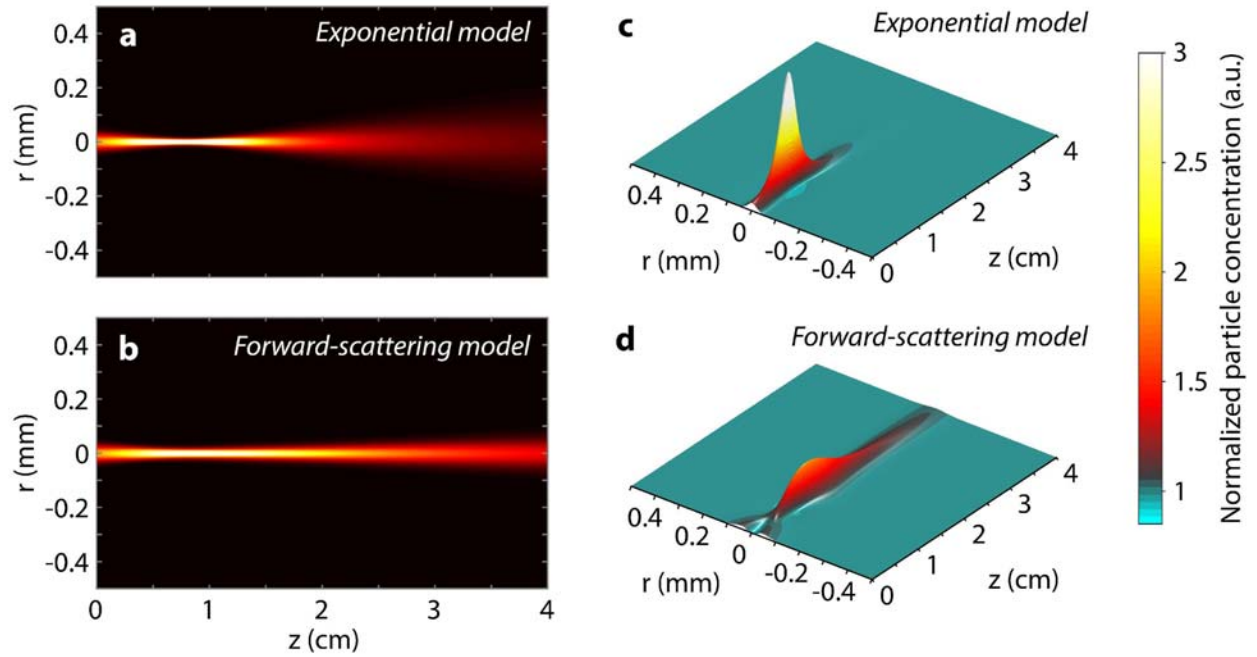 a
Exponential model
0.4
0.2
0
-0.2
-0.4
r (mm)
b
Forward-scattering model
0.4
0.2
0
-0.2
-0.4
r (mm)
0
1
2
3
4
z (cm)
c
Exponential model
0.4
0.2
0
-0.2
-0.4
r (mm)
0
1
2
3
4
z (cm)
d
Forward-scattering model
0.4
0.2
0
-0.2
-0.4
r (mm)
0
1
2
3
4
z (cm)
3
2.5
2
1.5
1
Normalized particle concentration (a.u.)